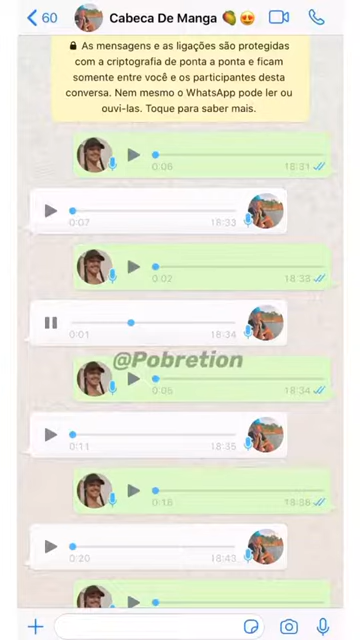 60
Cabeca De Manga 🥭😍
🔒 As mensagens e as ligações são protegidas
com a criptografia de ponta a ponta e ficam
somente entre você e os participantes desta
conversa. Nem mesmo o WhatsApp pode ler ou
ouvi-las. Toque para saber mais.
0:06 18:31
0:07 18:33
0:02 18:33
0:01 18:34
@Pobretion
0:05 18:34
0:11 18:35
0:18 18:36
0:20 18:43